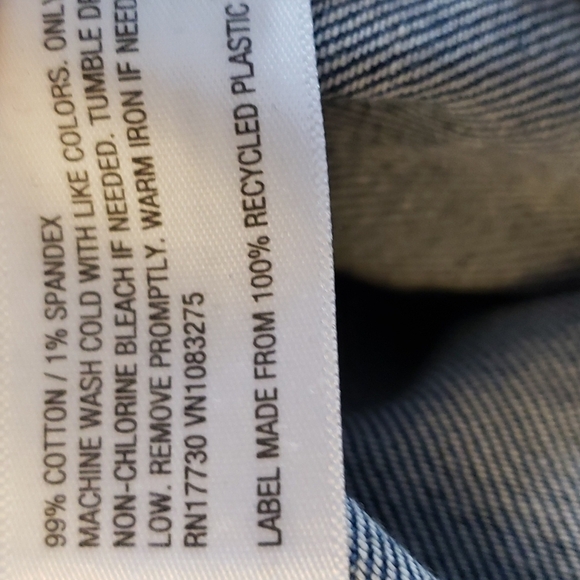 99% COTTON / 1% SPANDEX
MACHINE WASH COLD WITH LIKE COLORS. ONLY
NON-CHLORINE BLEACH IF NEEDED. TUMBLE
LOW. REMOVE PROMPTLY. WARM IRON IF
RN17730 VN1083275
LABEL MADE FROM 100% RECYCLED PLASTIC